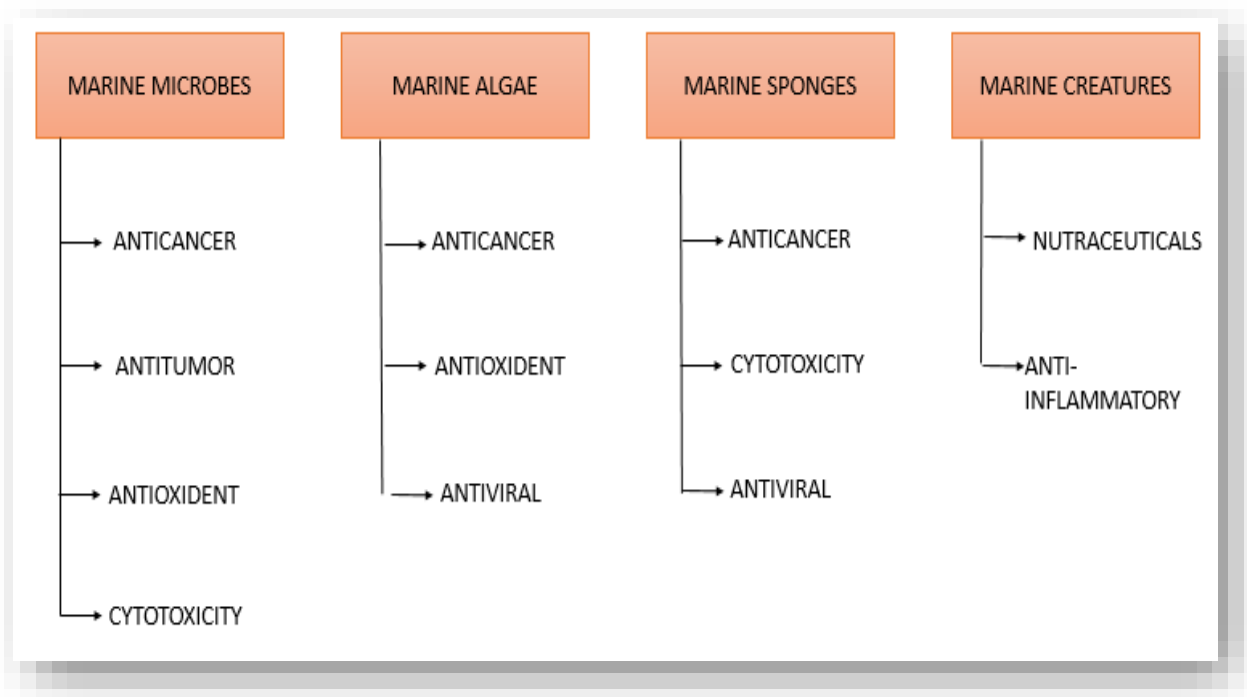 MARINE MICROBES
ANTICANCER
ANTITUMOR
ANTIOXIDENT
CYTOTOXICITY
MARINE ALGAE
ANTICANCER
ANTIOXIDENT
ANTIVIRAL
MARINE SPONGES
ANTICANCER
CYTOTOXICITY
ANTIVIRAL
MARINE CREATURES
NUTRACEUTICALS
ANTI-
INFLAMMATORY